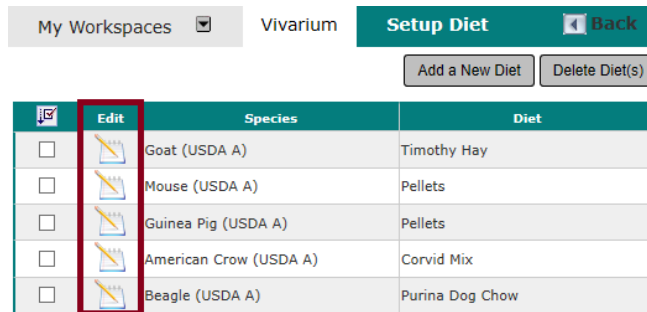 My Workspaces Vivarium Setup Diet Back
Add a New Diet Delete Diet(s)
Edit Species Diet
Goat (USDA A) Timothy Hay
Mouse (USDA A) Pellets
Guinea Pig (USDA A) Pellets
American Crow (USDA A) Corvid Mix
Beagle (USDA A) Purina Dog Chow